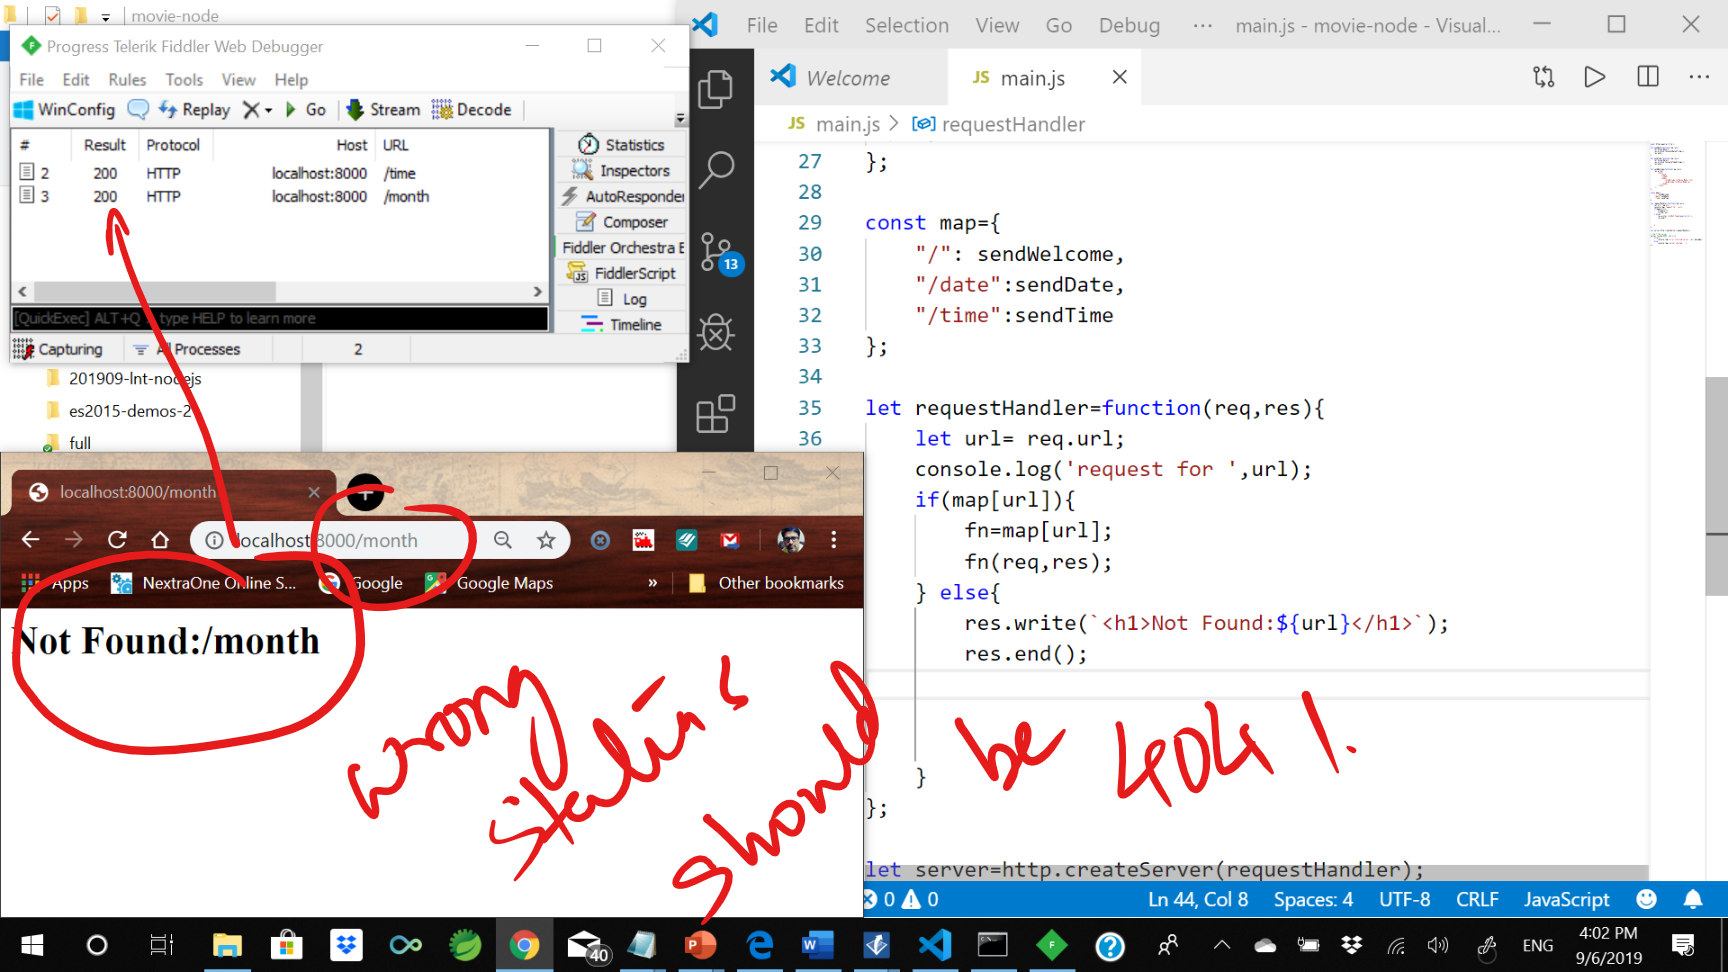 movie-node
Progress Telerik Fiddler Web Debugger
File Edit Rules Tools View Help
WinConfig Replay Go Stream Decode
# Result Protocol Host URL
2 200 HTTP localhost:8000 /time
3 200 HTTP localhost:8000 /month
Statistics
Inspectors
AutoResponder
Composer
Fiddler Orchestra B
FiddlerScript
Log
Timeline
[QuickExec] ALT+Q type HELP to learn more
Capturing All Processes 2
201909-lnt-nodejs
es2015-demos-2
full
localhost:8000/month
localhost:8000/month
Apps NextraOne Online S... Google Google Maps » Other bookmarks
Not Found:/month
wrong
status
should
be 404!
File Edit Selection View Go Debug ... main.js - movie-node - Visual...
Welcome JS main.js
JS main.js > requestHandler
13
27 };
28
29 const map={
30 "/": sendWelcome,
31 "/date":sendDate,
32 "/time":sendTime
33 };
34
35 let requestHandler=function(req,res){
36 let url= req.url;
console.log('request for ',url);
if(map[url]){
fn=map[url];
fn(req,res);
} else{
res.write(`<h1>Not Found:${url}</h1>`);
res.end();
}
};
let server=http.createServer(requestHandler);
0 0 Ln 44, Col 8 Spaces: 4 UTF-8 CRLF JavaScript
40 ENG 4:02 PM
9/6/2019